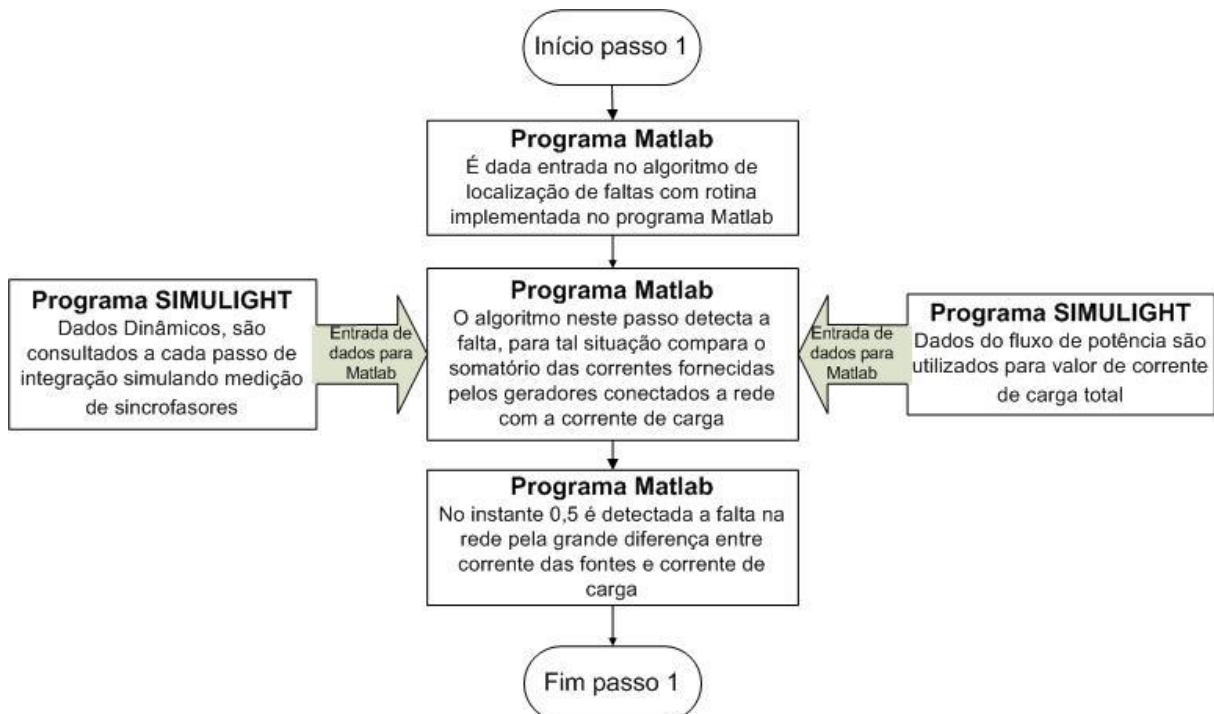 Início passo 1
Programa Matlab
É dada entrada no algoritmo de
localização de faltas com rotina
implementada no programa Matlab
Programa SIMULIGHT
Dados Dinâmicos, são
consultados a cada passo de
integração simulando medição
de sincrofasores
Entrada de
dados para
Matlab
Programa Matlab
O algoritmo neste passo detecta a
falta, para tal situação compara o
somatório das correntes fornecidas
pelos geradores conectados a rede
com a corrente de carga
Entrada de
dados para
Matlab
Programa SIMULIGHT
Dados do fluxo de potência são
utilizados para valor de corrente
de carga total
Programa Matlab
No instante 0,5 é detectada a falta na
rede pela grande diferença entre
corrente das fontes e corrente de
carga
Fim passo 1